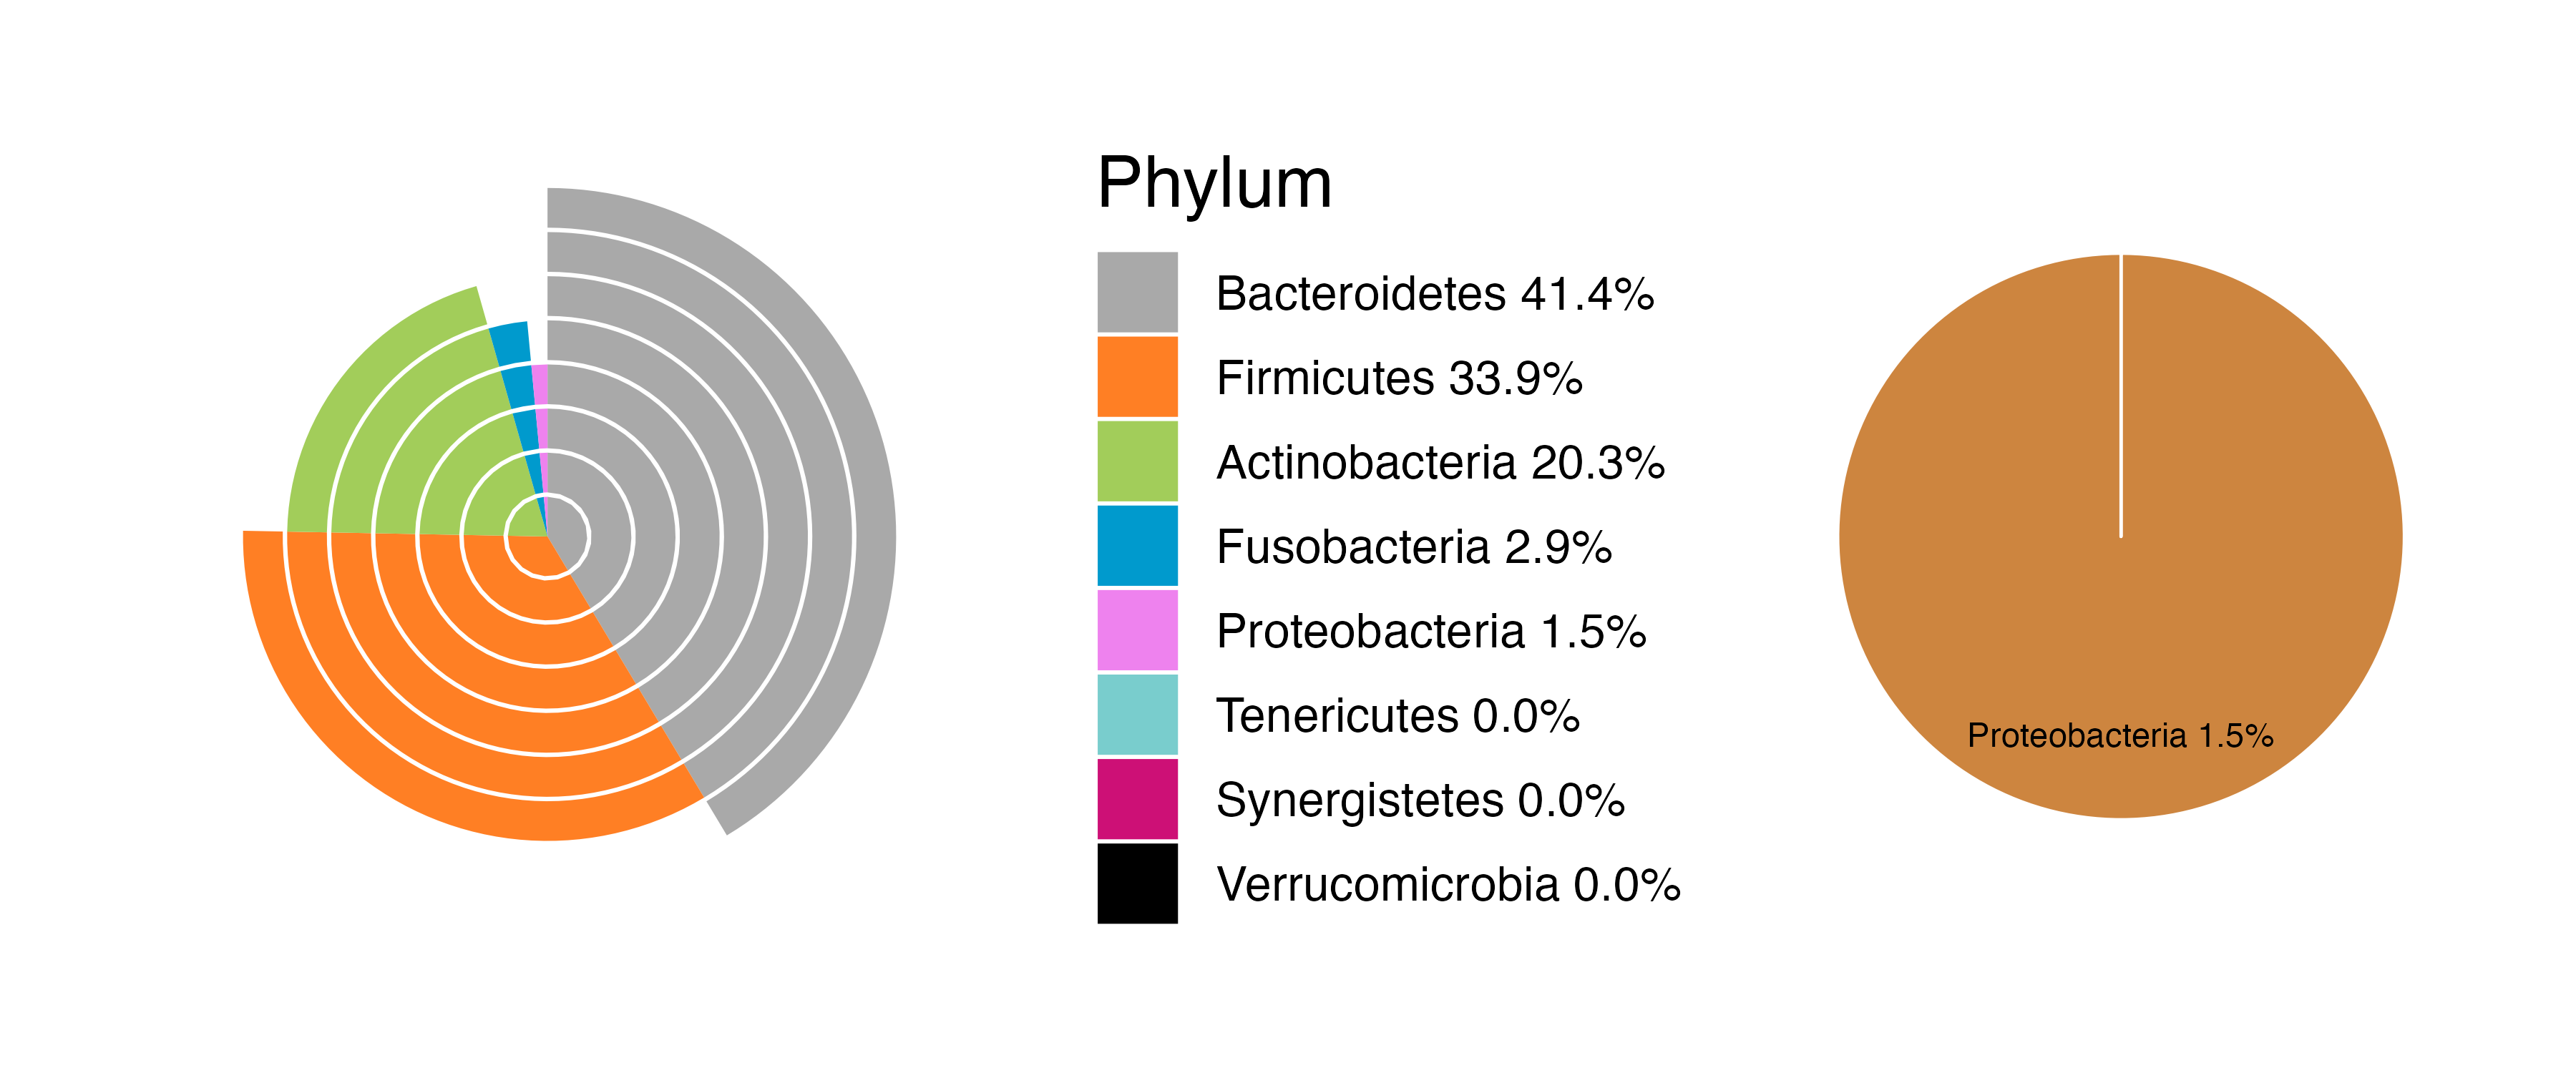 Phylum
Bacteroidetes 41.4%
Firmicutes 33.9%
Actinobacteria 20.3%
Fusobacteria 2.9%
Proteobacteria 1.5%
Tenericutes 0.0%
Synergistetes 0.0%
Verrucomicrobia 0.0%
Proteobacteria 1.5%